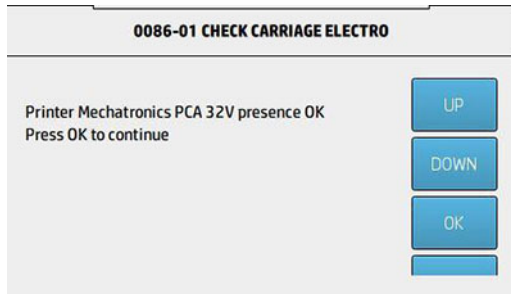 0086-01 CHECK CARRIAGE ELECTRO
Printer Mechatronics PCA 32V presence OK
Press OK to continue
UP
DOWN
OK